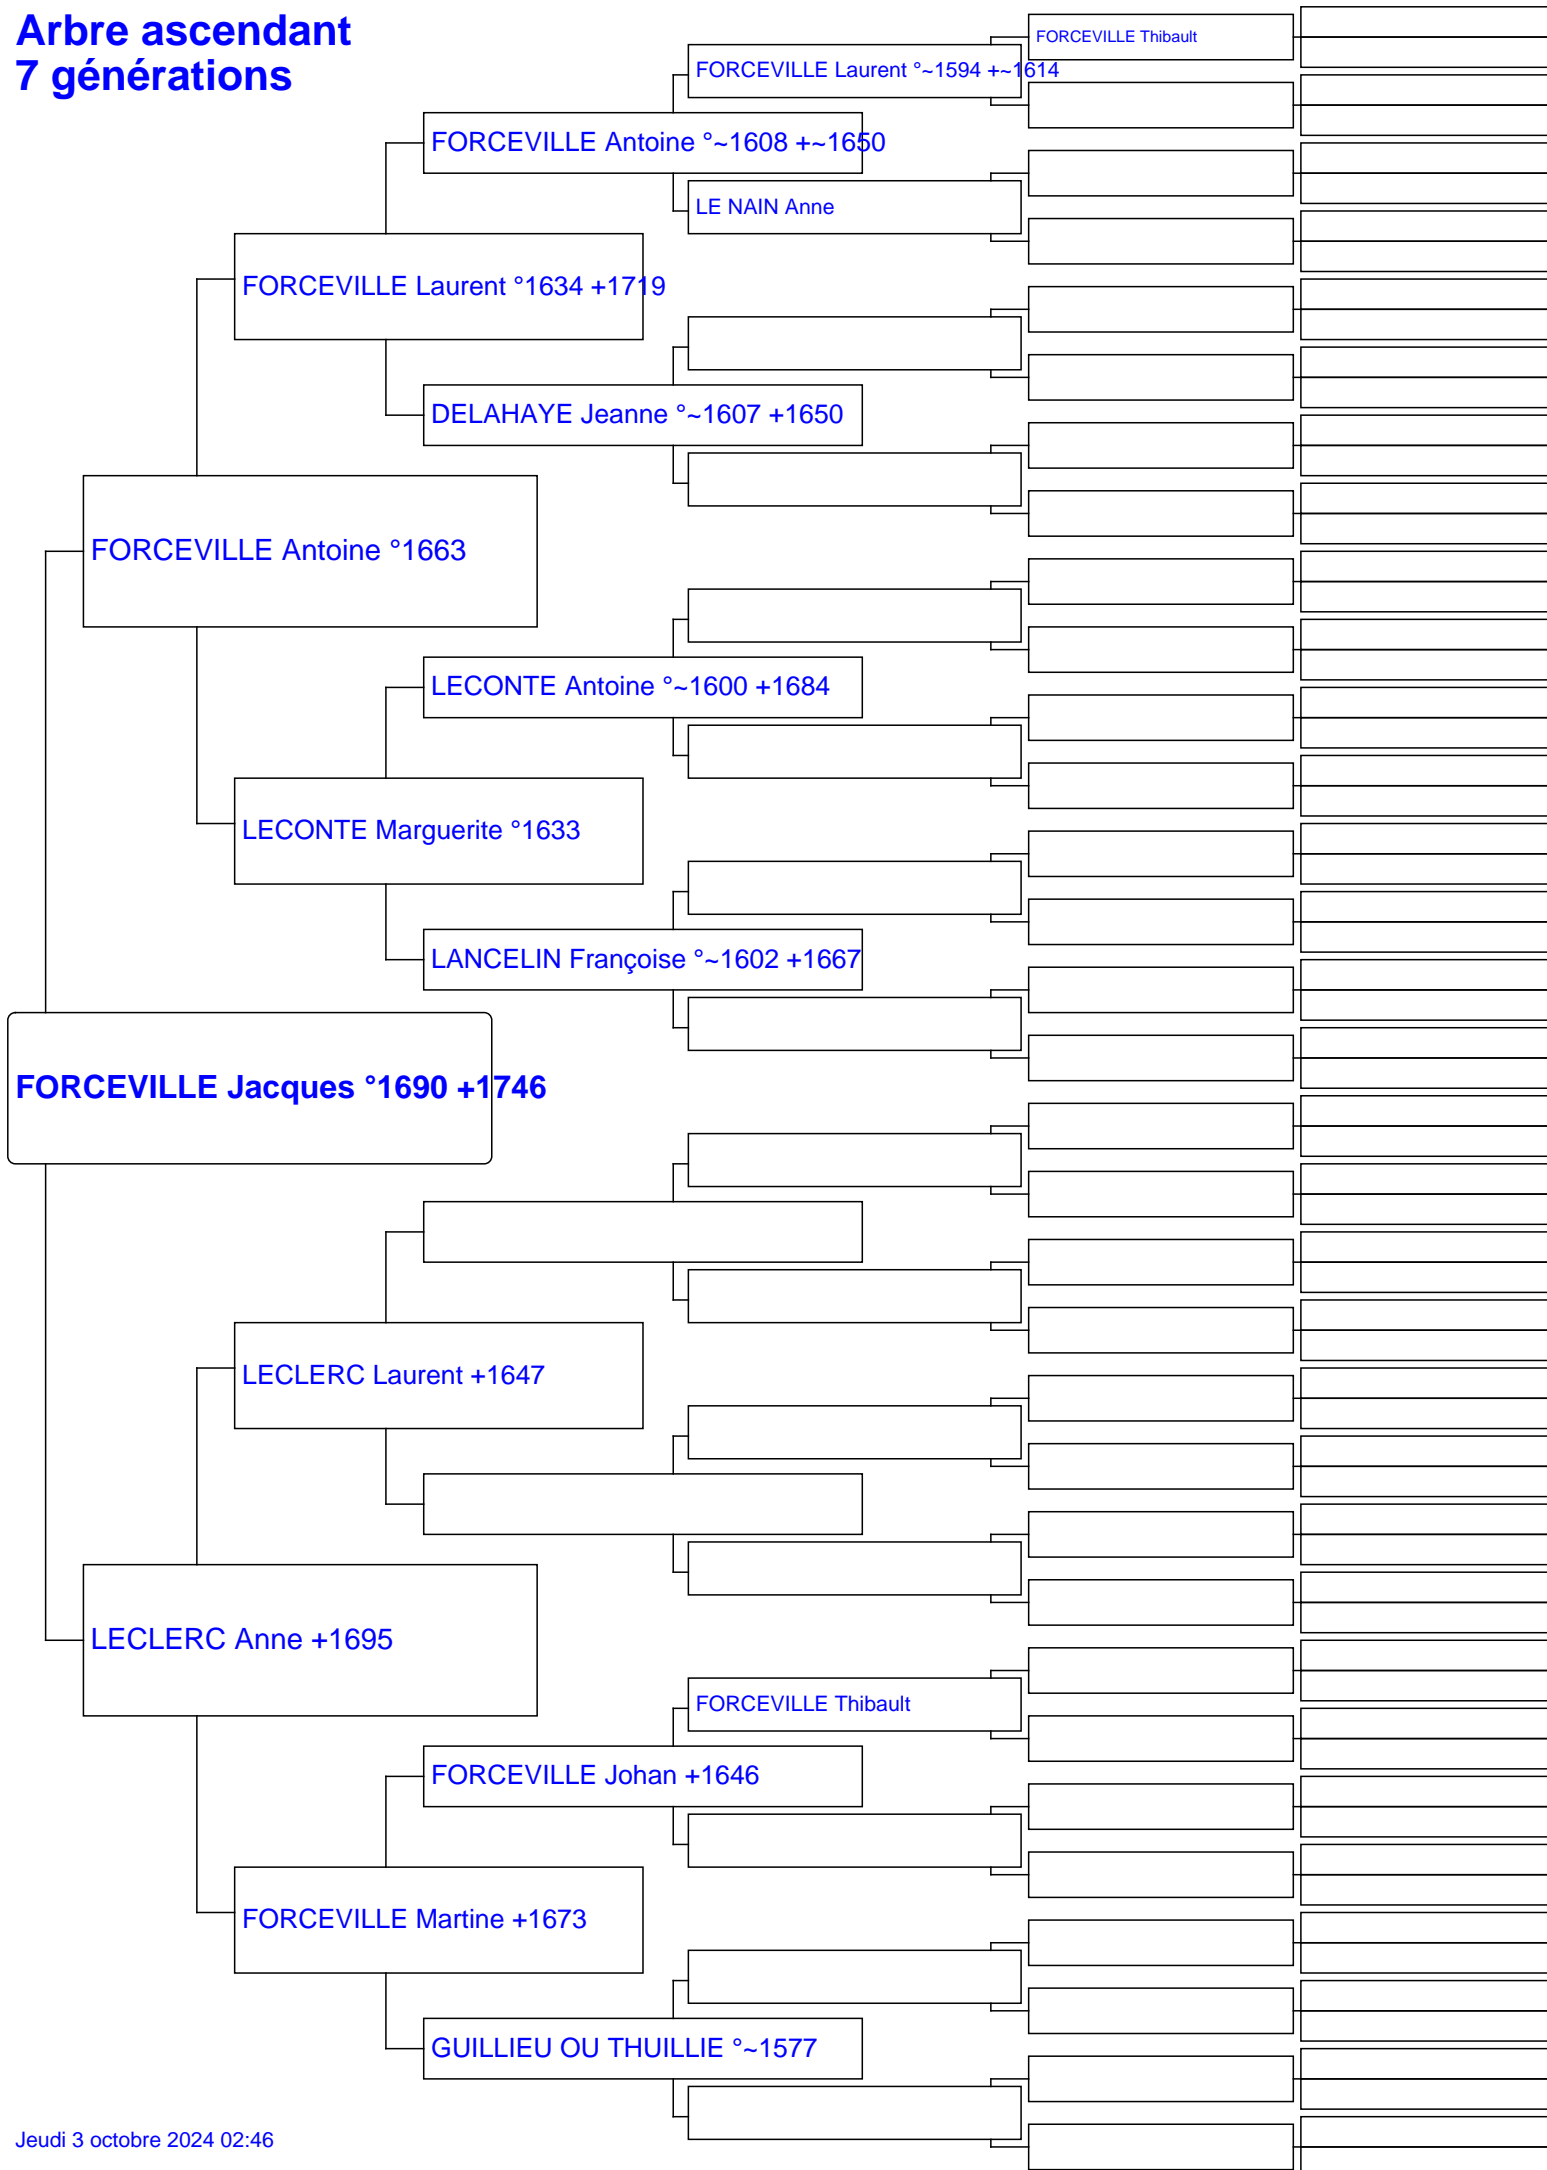 Arbre ascendant
7 générations
FORCEVILLE Thibault
FORCEVILLE Laurent °~1594 +~1614
FORCEVILLE Antoine °~1608 +~1650
LE NAIN Anne
FORCEVILLE Laurent °1634 +1719
DELAHAYE Jeanne °~1607 +1650
FORCEVILLE Antoine °1663
LECONTE Antoine °~1600 +1684
LECONTE Marguerite °1633
LANCELIN Françoise °~1602 +1667
FORCEVILLE Jacques °1690 +1746
LECLERC Laurent +1647
LECLERC Anne +1695
FORCEVILLE Thibault
FORCEVILLE Johan +1646
FORCEVILLE Martine +1673
GUILLIEU OU THUILLIE °~1577
Jeudi 3 octobre 2024 02:46